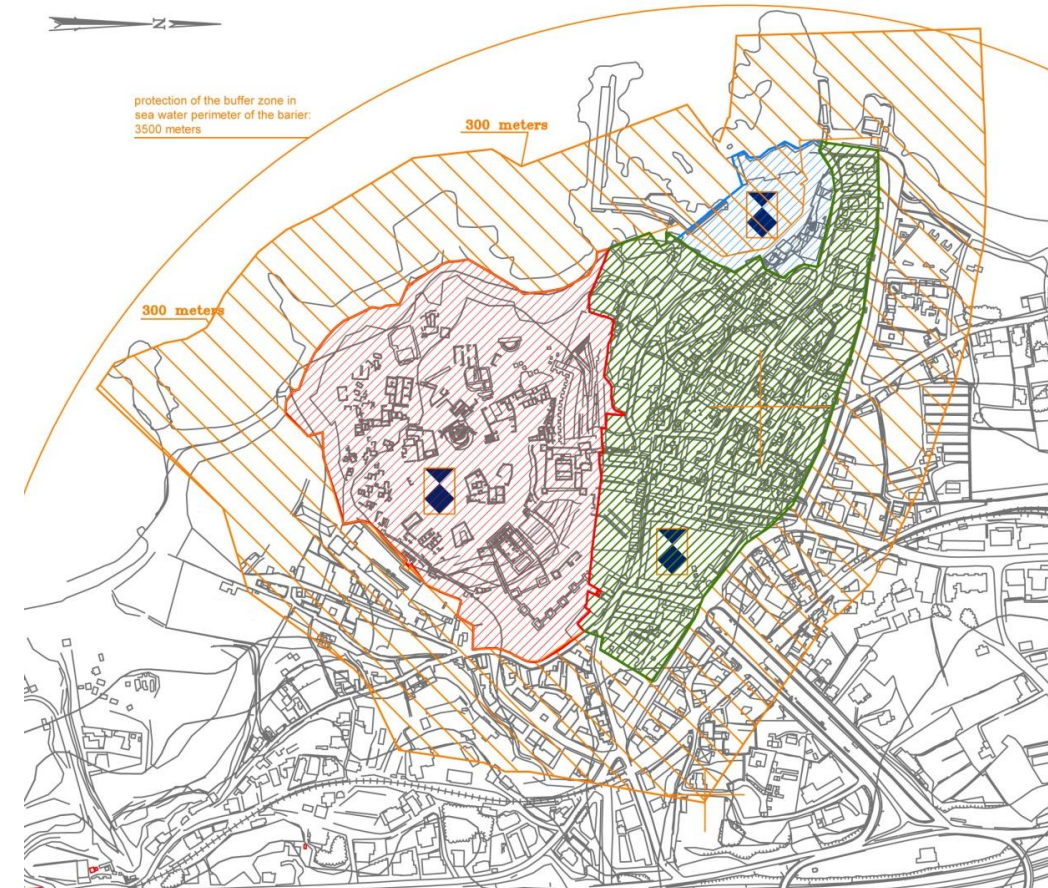 N
protection of the buffer zone in
sea water perimeter of the barier:
3500 meters
300 meters
300 meters